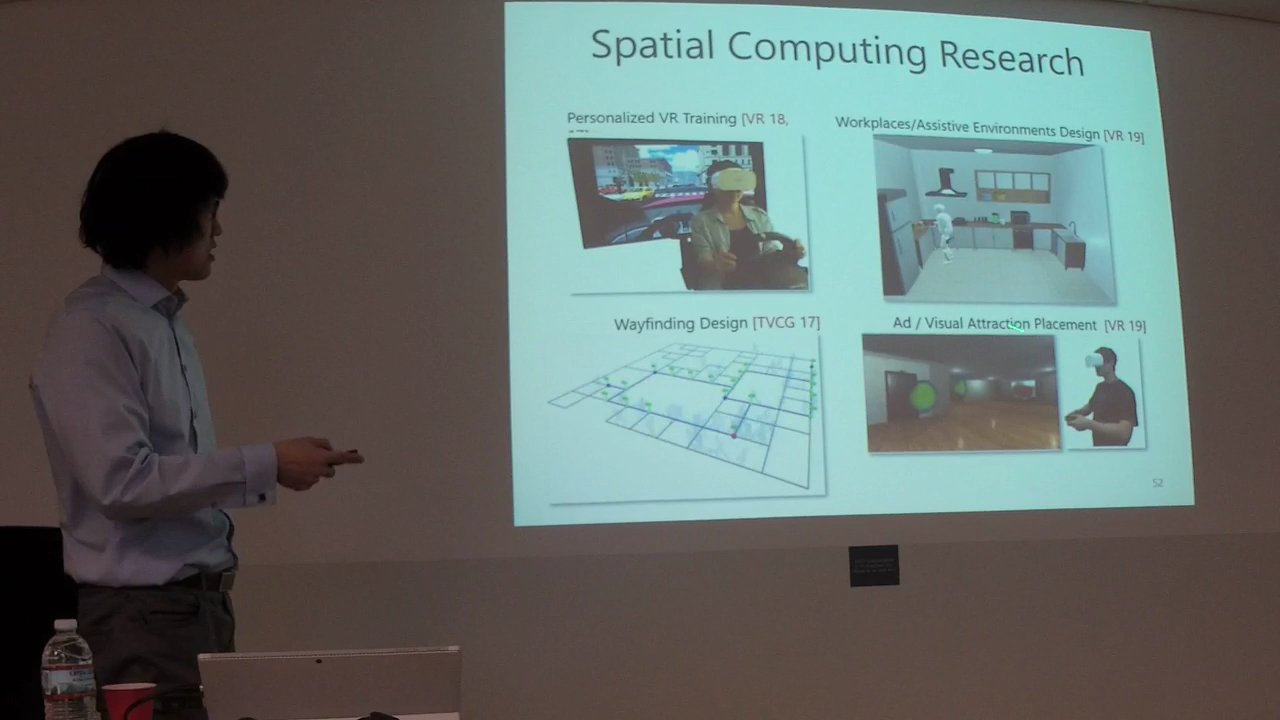 Spatial Computing Research
Personalized VR Training [VR 18,
Workplaces/Assistive Environments Design [VR 19]
Wayfinding Design [TVCG 17]
Ad / Visual Attraction Placement [VR 19]
52